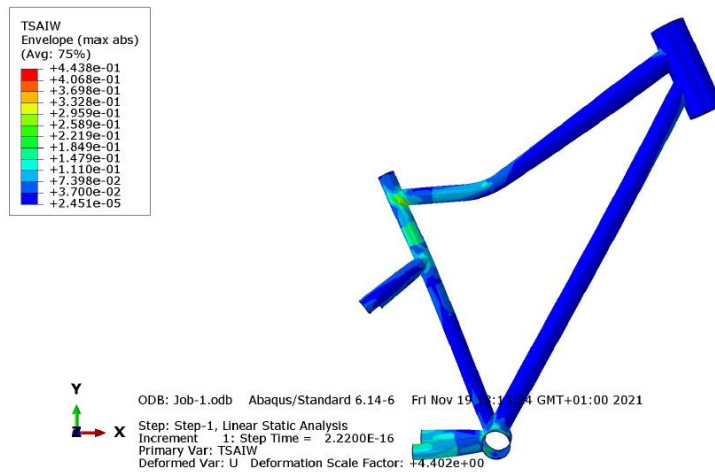 TSAIW
Envelope (max abs)
(Avg: 75%)
+4.438e-01
+4.068e-01
+3.698e-01
+3.328e-01
+2.959e-01
+2.589e-01
+2.219e-01
+1.849e-01
+1.479e-01
+1.110e-01
+7.398e-02
+3.700e-02
+2.451e-05
Y
Z X
ODB: Job-1.odb Abaqus/Standard 6.14-6 Fri Nov 19 GMT+01:00 2021
Step: Step-1, Linear Static Analysis
Increment 1: Step Time = 2.2200E-16
Primary Var: TSAIW
Deformed Var: U Deformation Scale Factor: +4.402e+00